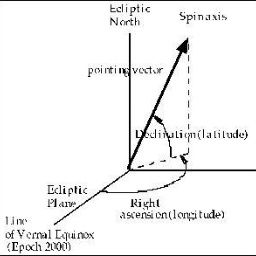 Ecliptic
North
Spin axis
pointing vector
Declination(latitude)
Ecliptic
Plane
Right
ascension(longitude)
Line
of Vernal Equinox
(Epoch 2000)